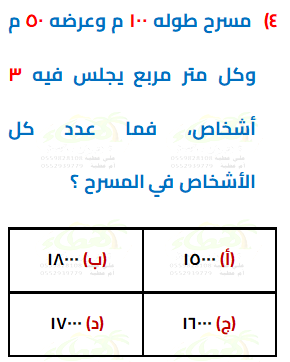 ٤) مسرح طوله ١٠٠ م وعرضه ٥٠ م
وكل متر مربع يجلس فيه ٣
أشخاص، فما عدد كل
الأشخاص في المسرح ؟
(أ) ١٥٠٠٠ (ب) ١٨٠٠٠
(ج) ١٦٠٠٠ (د) ١٧٠٠٠